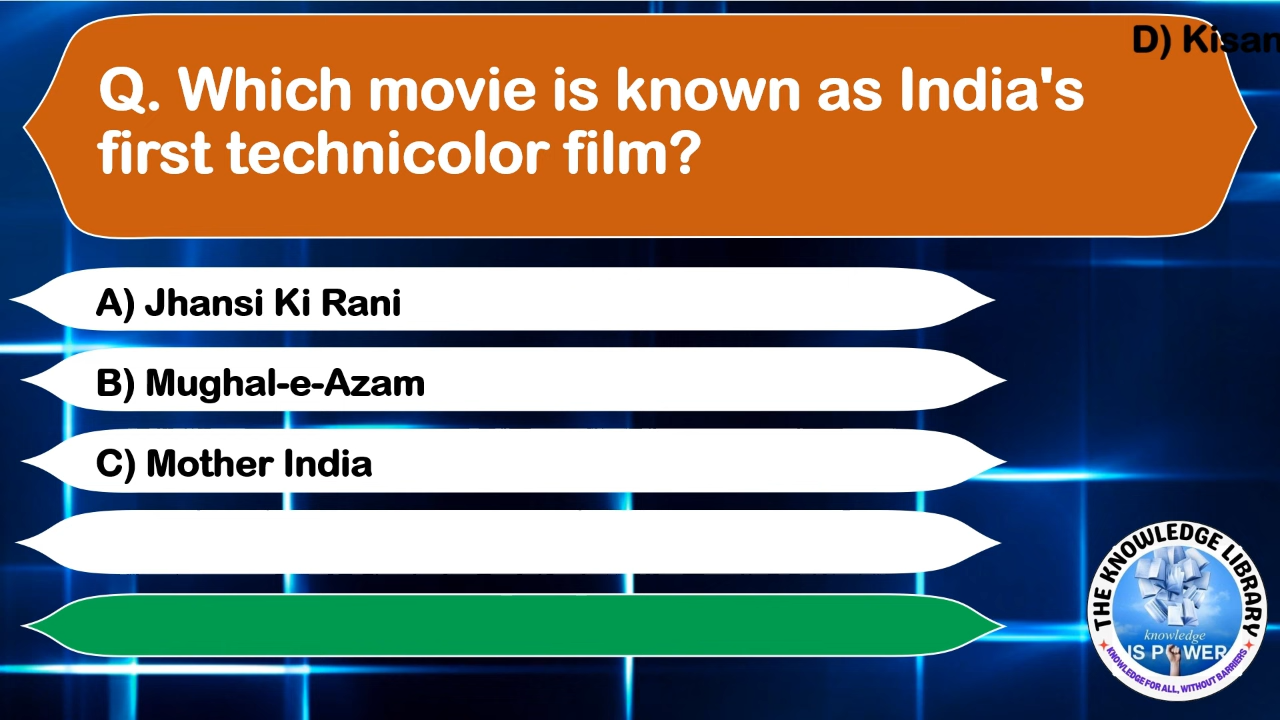 D) Kisan
Q. Which movie is known as India's
first technicolor film?
A) Jhansi Ki Rani
B) Mughal-e-Azam
C) Mother India
THE KNOWLEDGE LIBRARY
knowledge
IS POWER
KNOWLEDGE FOR ALL, WITHOUT BARRIERS